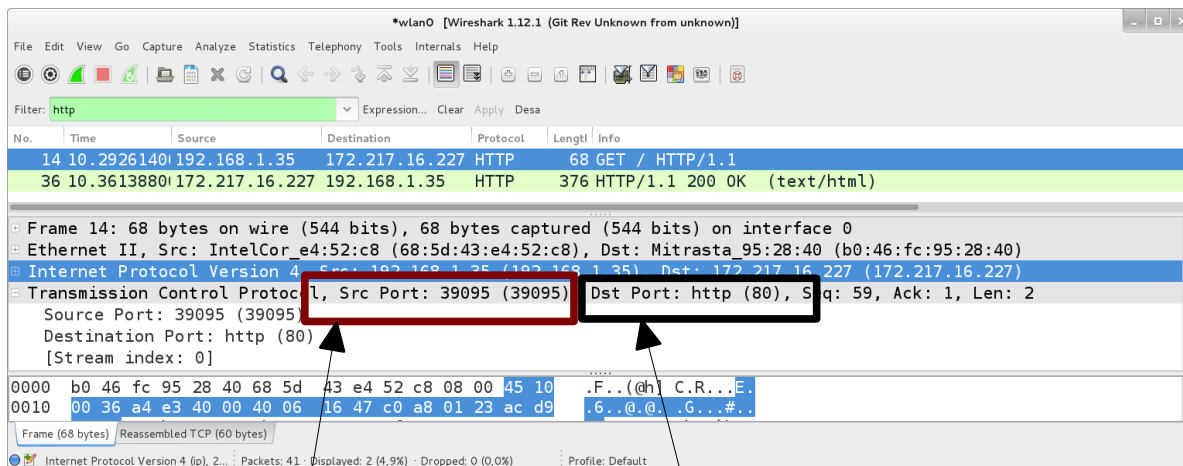 *wlan0   [Wireshark 1.12.1  (Git Rev Unknown from unknown)]
File Edit View Go Capture Analyze Statistics Telephony Tools Internals Help
Filter: http Expression... Clear Apply Desa
No. Time Source Destination Protocol Lengtl Info
14 10.29261400 192.168.1.35 172.217.16.227 HTTP 68 GET / HTTP/1.1
36 10.36138800 172.217.16.227 192.168.1.35 HTTP 376 HTTP/1.1 200 OK  (text/html)
Frame 14: 68 bytes on wire (544 bits), 68 bytes captured (544 bits) on interface 0
Ethernet II, Src: IntelCor_e4:52:c8 (68:5d:43:e4:52:c8), Dst: Mitrasta_95:28:40 (b0:46:fc:95:28:40)
Internet Protocol Version 4, Src: 192.168.1.35 (192.168.1.35), Dst: 172.217.16.227 (172.217.16.227)
Transmission Control Protocol, Src Port: 39095 (39095), Dst Port: http (80), Seq: 59, Ack: 1, Len: 2
Source Port: 39095 (39095)
Destination Port: http (80)
[Stream index: 0]
0000 b0 46 fc 95 28 40 68 5d 43 e4 52 c8 08 00 45 10 .F..(@h] C.R...E.
0010 00 36 a4 e3 40 00 40 06 16 47 c0 a8 01 23 ac d9 .6..@.@. .G...#..
Frame (68 bytes) Reassembled TCP (60 bytes)
Internet Protocol Version 4 (ip), 2... Packets: 41 · Displayed: 2 (4,9%) · Dropped: 0 (0,0%) Profile: Default